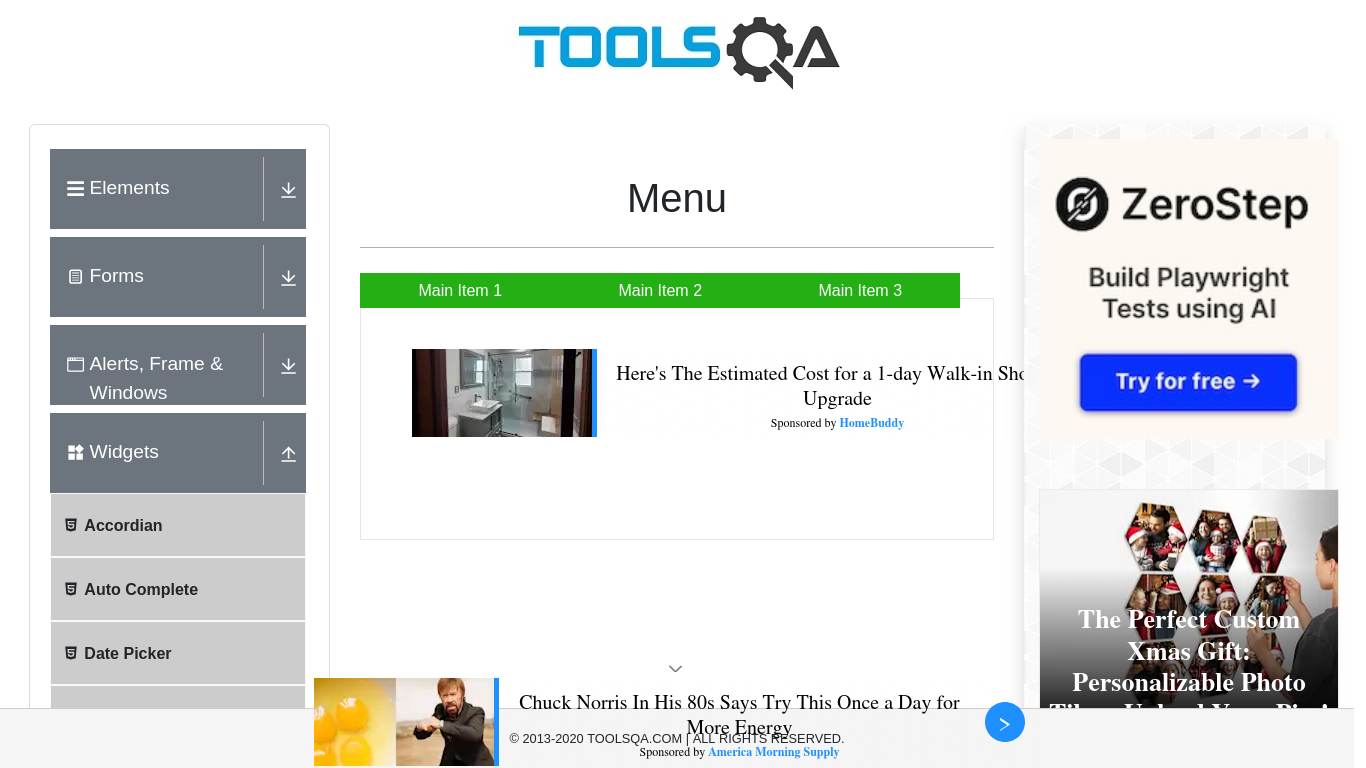 TOOLSQA
Elements
Forms
Alerts, Frame &
Windows
Widgets
Accordian
Auto Complete
Date Picker
Menu
Main Item 1
Main Item 2
Main Item 3
Here's The Estimated Cost for a 1-day Walk-in
Upgrade
Sponsored by HomeBuddy
ZeroStep
Build Playwright
Tests using AI
Try for free →
The Perfect Custom
Xmas Gift:
Personalizable Photo
Chuck Norris In His 80s Says Try This Once a Day for
More Energy
© 2013-2020 TOOLSQA.COM | ALL RIGHTS RESERVED.
Sponsored by America Morning Supply